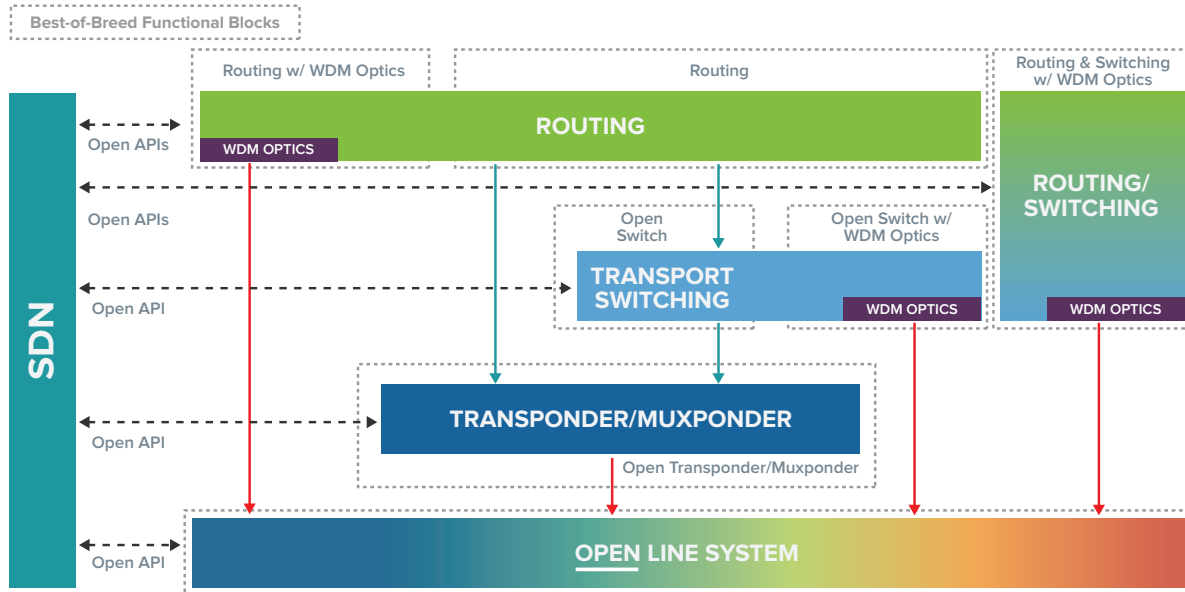 Best-of-Breed Functional Blocks
Routing w/ WDM Optics
Routing
Routing & Switching
w/ WDM Optics
Open APIs
ROUTING
WDM OPTICS
Open APIs
ROUTING/
SWITCHING
Open
Switch
Open Switch w/
WDM Optics
Open API
TRANSPORT
SWITCHING
WDM OPTICS
WDM OPTICS
SDN
Open API
TRANSPONDER/MUXPONDER
Open Transponder/Muxponder
Open API
OPEN LINE SYSTEM